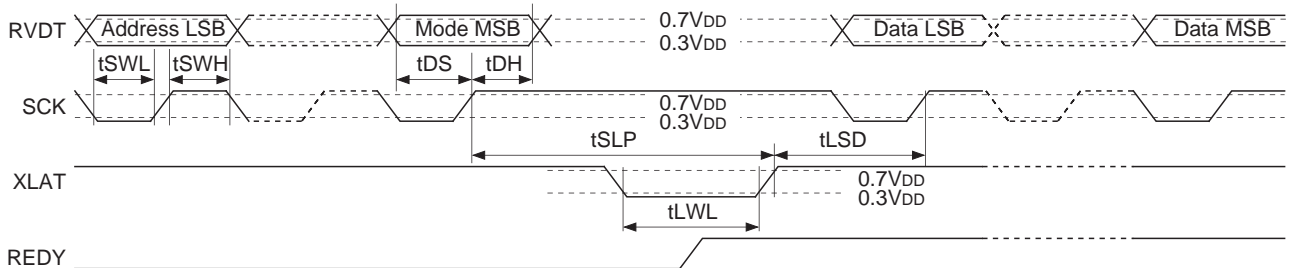 RVDT Address LSB Mode MSB 0.7VDD Data LSB Data MSB
0.3VDD
tSWL tSWH tDS tDH
SCK 0.7VDD
0.3VDD
tSLP tLSD
XLAT 0.7VDD
0.3VDD
tLWL
REDY